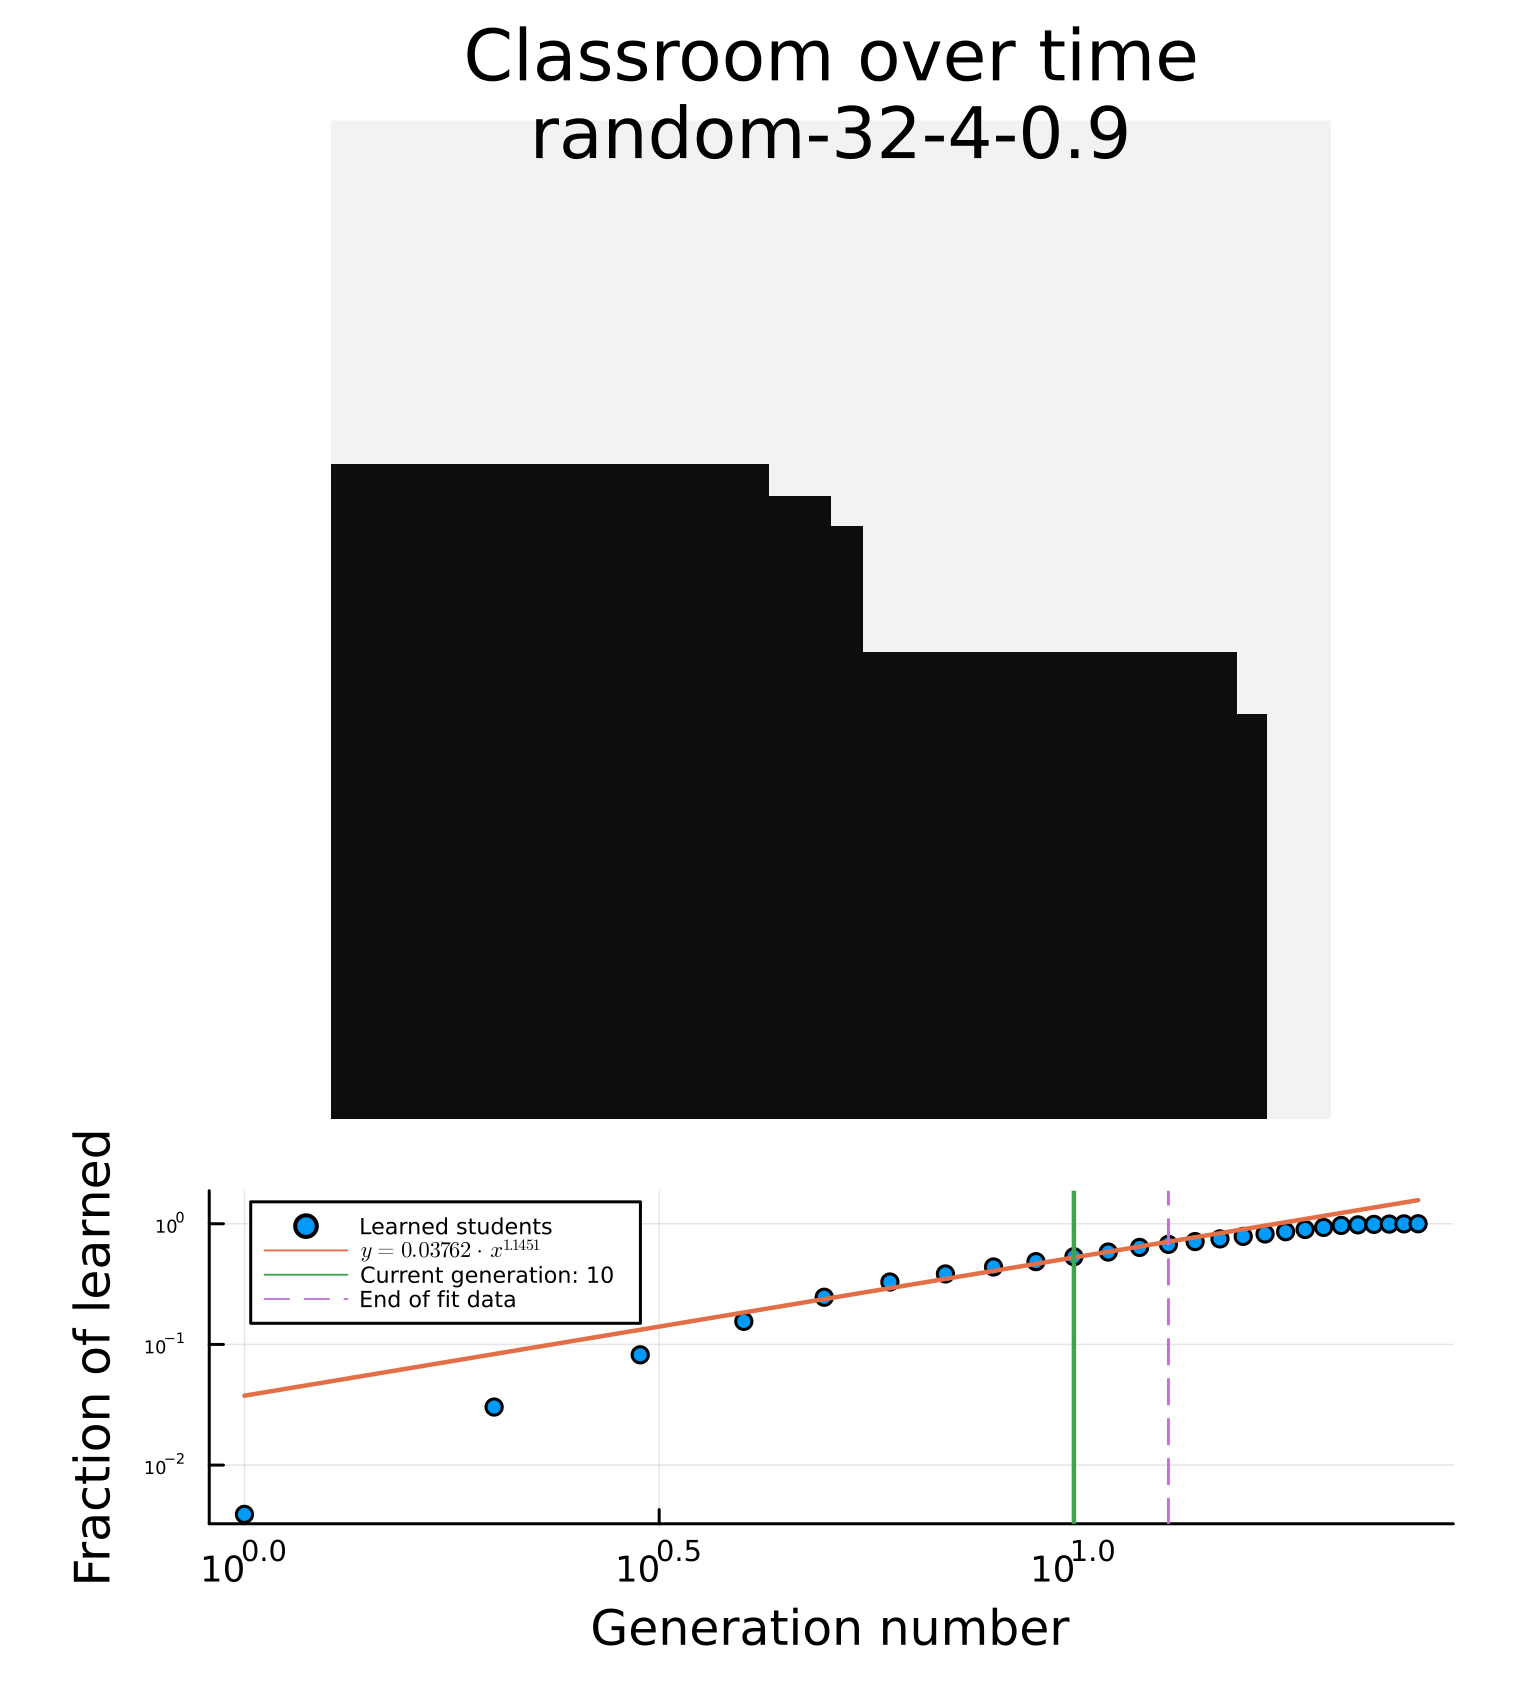 Classroom over time
random-32-4-0.9
Fraction of learned
10^0
10^−1
10^−2
Learned students
y = 0.03762 · x^1.1451
Current generation: 10
End of fit data
10^0.0 10^0.5 10^1.0
Generation number